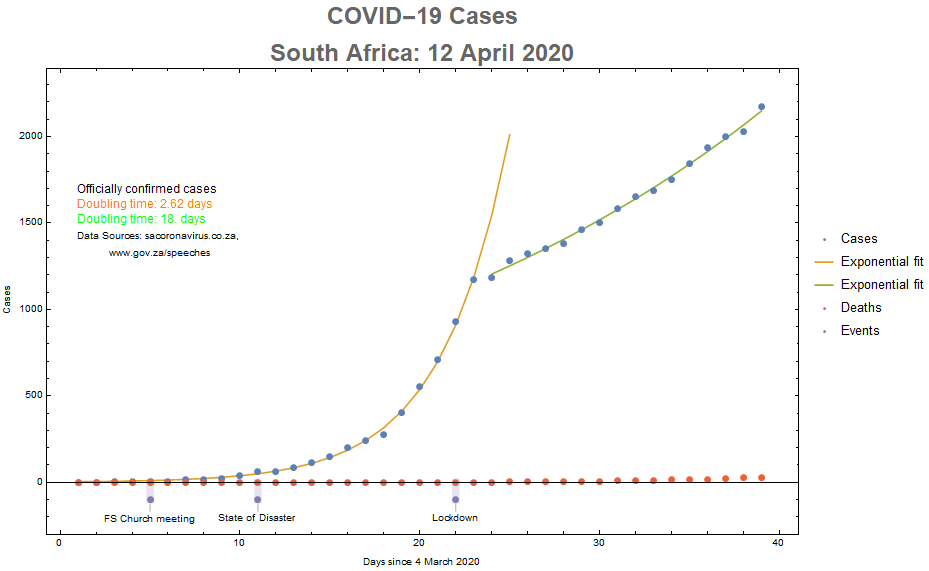 COVID–19 Cases
South Africa: 12 April 2020
Officially confirmed cases
Doubling time: 2.62 days
Doubling time: 18. days
Data Sources: sacoronavirus.co.za,
www.gov.za/speeches
Cases
2000
1500
1000
500
0
FS Church meeting
State of Disaster
Lockdown
0
10
20
30
40
Days since 4 March 2020
Cases
Exponential fit
Exponential fit
Deaths
Events